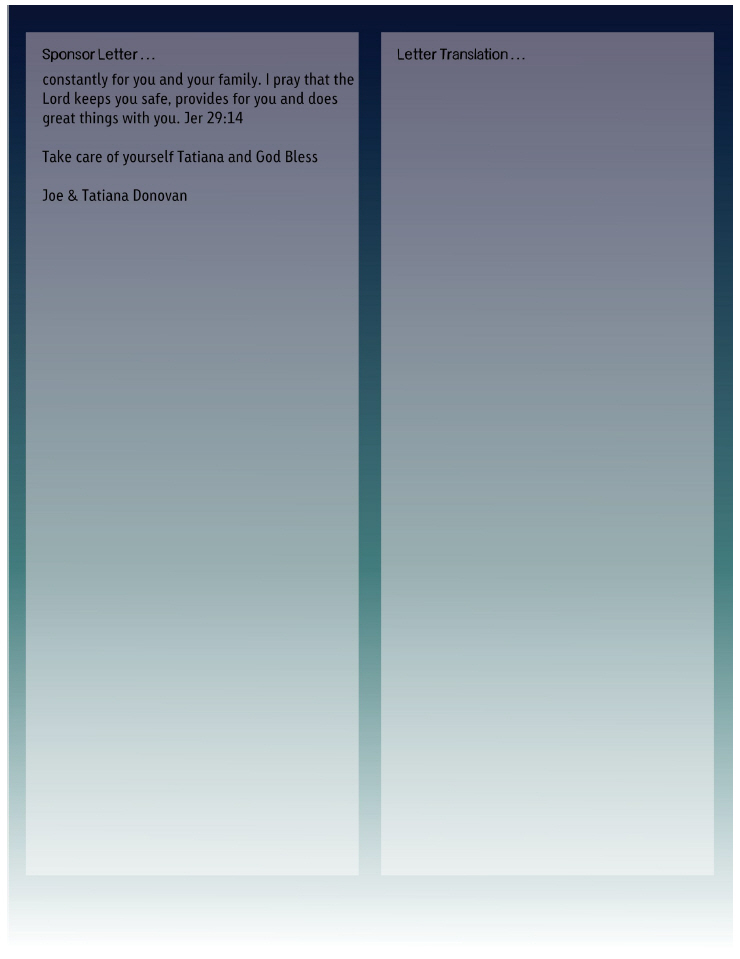 Sponsor Letter . . .
constantly for you and your family. I pray that the
Lord keeps you safe, provides for you and does
great things with you. Jer 29:14
Take care of yourself Tatiana and God Bless
Joe & Tatiana Donovan
Letter Translation . . .